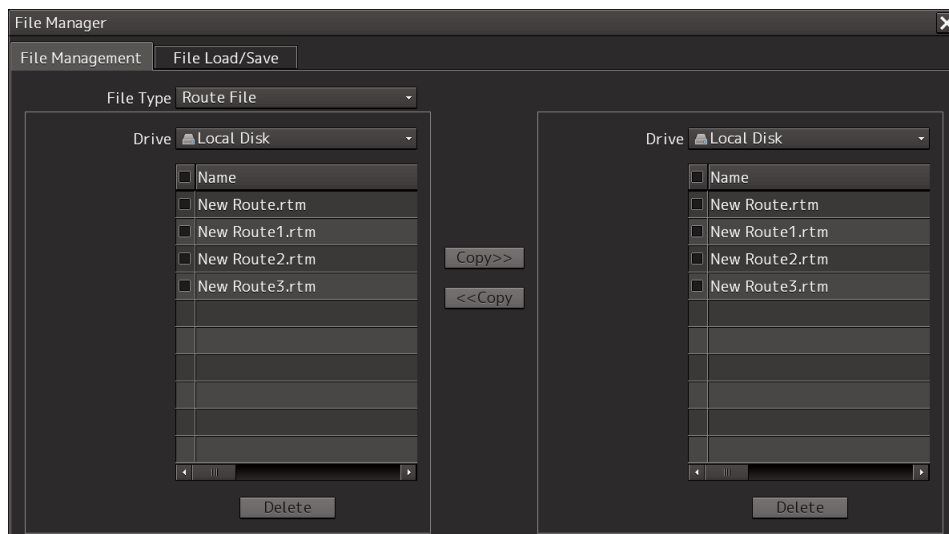 File Manager
File Management File Load/Save
File Type Route File
Drive Local Disk
Name
New Route.rtm
New Route1.rtm
New Route2.rtm
New Route3.rtm
Delete
Copy>>
<<Copy
Drive Local Disk
Name
New Route.rtm
New Route1.rtm
New Route2.rtm
New Route3.rtm
Delete